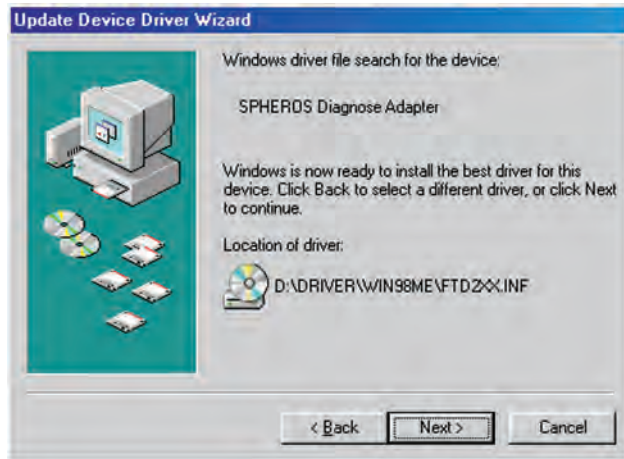 Update Device Driver Wizard
Windows driver file search for the device:
SPHEROS Diagnose Adapter
Windows is now ready to install the best driver for this
device. Click Back to select a different driver, or click Next
to continue.
Location of driver:
D:\DRIVER\WIN98ME\FTD2XX.INF
< Back Next > Cancel